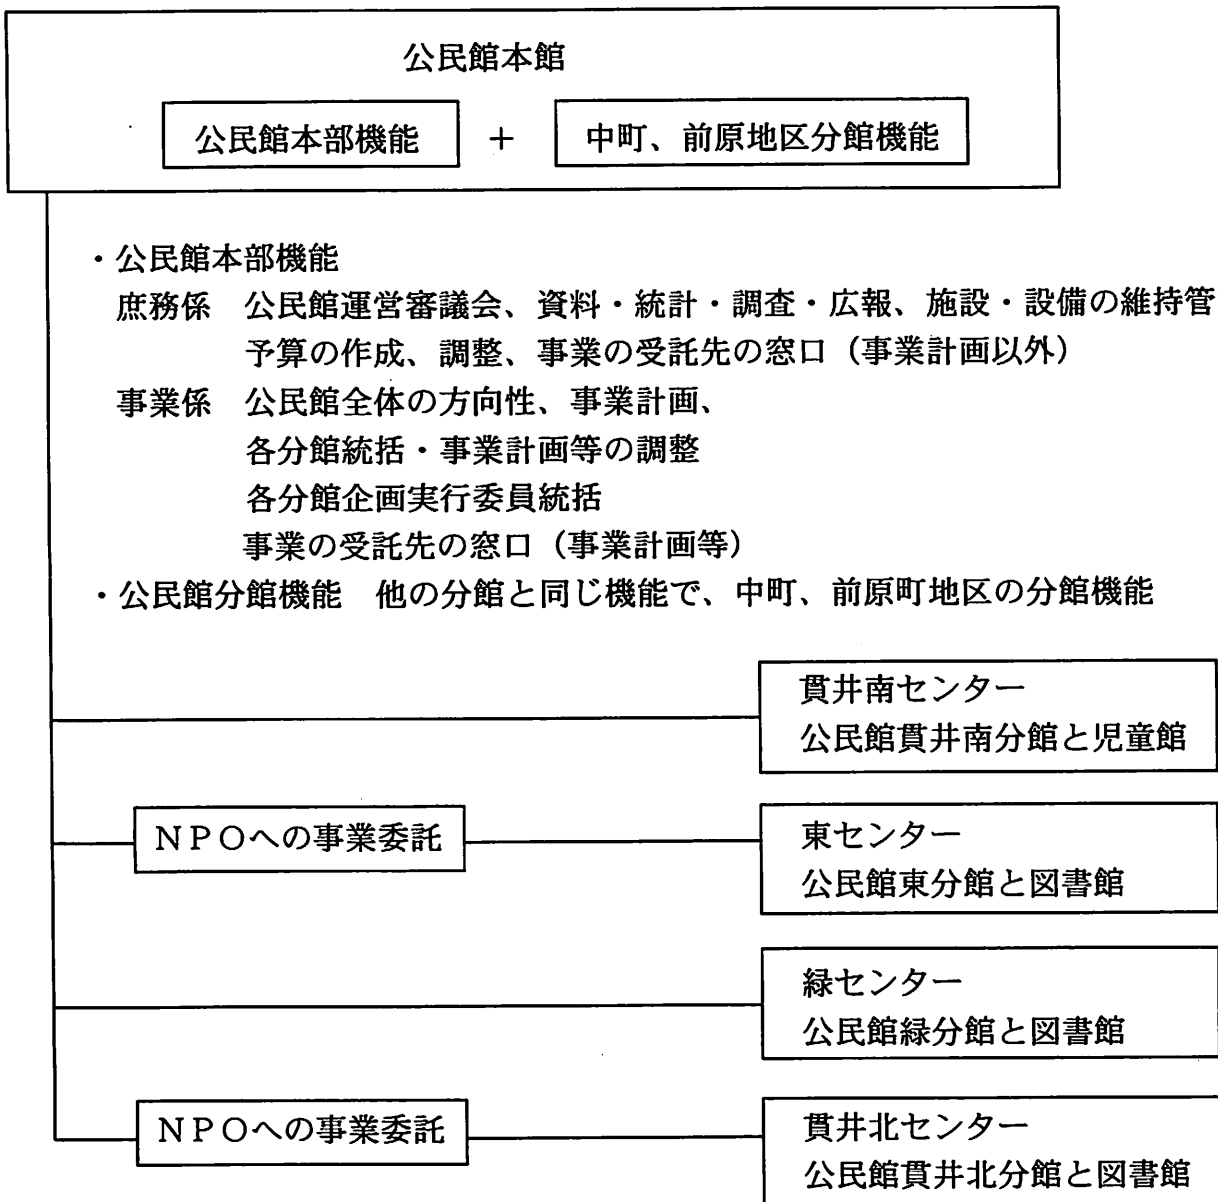 公民館本館
公民館本部機能 + 中町、前原地区分館機能
・公民館本部機能
庶務係 公民館運営審議会、資料・統計・調査・広報、施設・設備の維持管
予算の作成、調整、事業の受託先の窓口（事業計画以外）
事業係 公民館全体の方向性、事業計画、
各分館統括・事業計画等の調整
各分館企画実行委員統括
事業の受託先の窓口（事業計画等）
・公民館分館機能 他の分館と同じ機能で、中町、前原町地区の分館機能
貫井南センター
公民館貫井南分館と児童館
ＮＰＯへの事業委託
東センター
公民館東分館と図書館
緑センター
公民館緑分館と図書館
ＮＰＯへの事業委託
貫井北センター
公民館貫井北分館と図書館